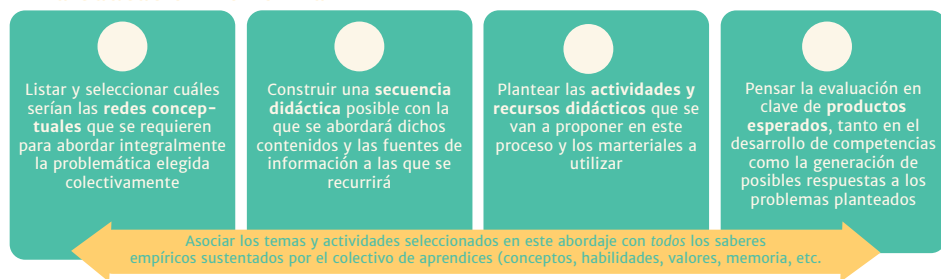 Listar y seleccionar cuáles
serían las redes concep-
tuales que se requieren
para abordar integralmente
la problemática elegida
colectivamente
Construir una secuencia
didáctica posible con la
que se abordará dichos
contenidos y las fuentes de
información a las que se
recurrirá
Plantear las actividades y
recursos didácticos que se
van a proponer en este
proceso y los marteriales a
utilizar
Pensar la evaluación en
clave de productos
esperados, tanto en el
desarrollo de competencias
como la generación de
posibles respuestas a los
problemas planteados
Asociar los temas y actividades seleccionados en este abordaje con todos los saberes
empíricos sustentados por el colectivo de aprendices (conceptos, habilidades, valores, memoria, etc.